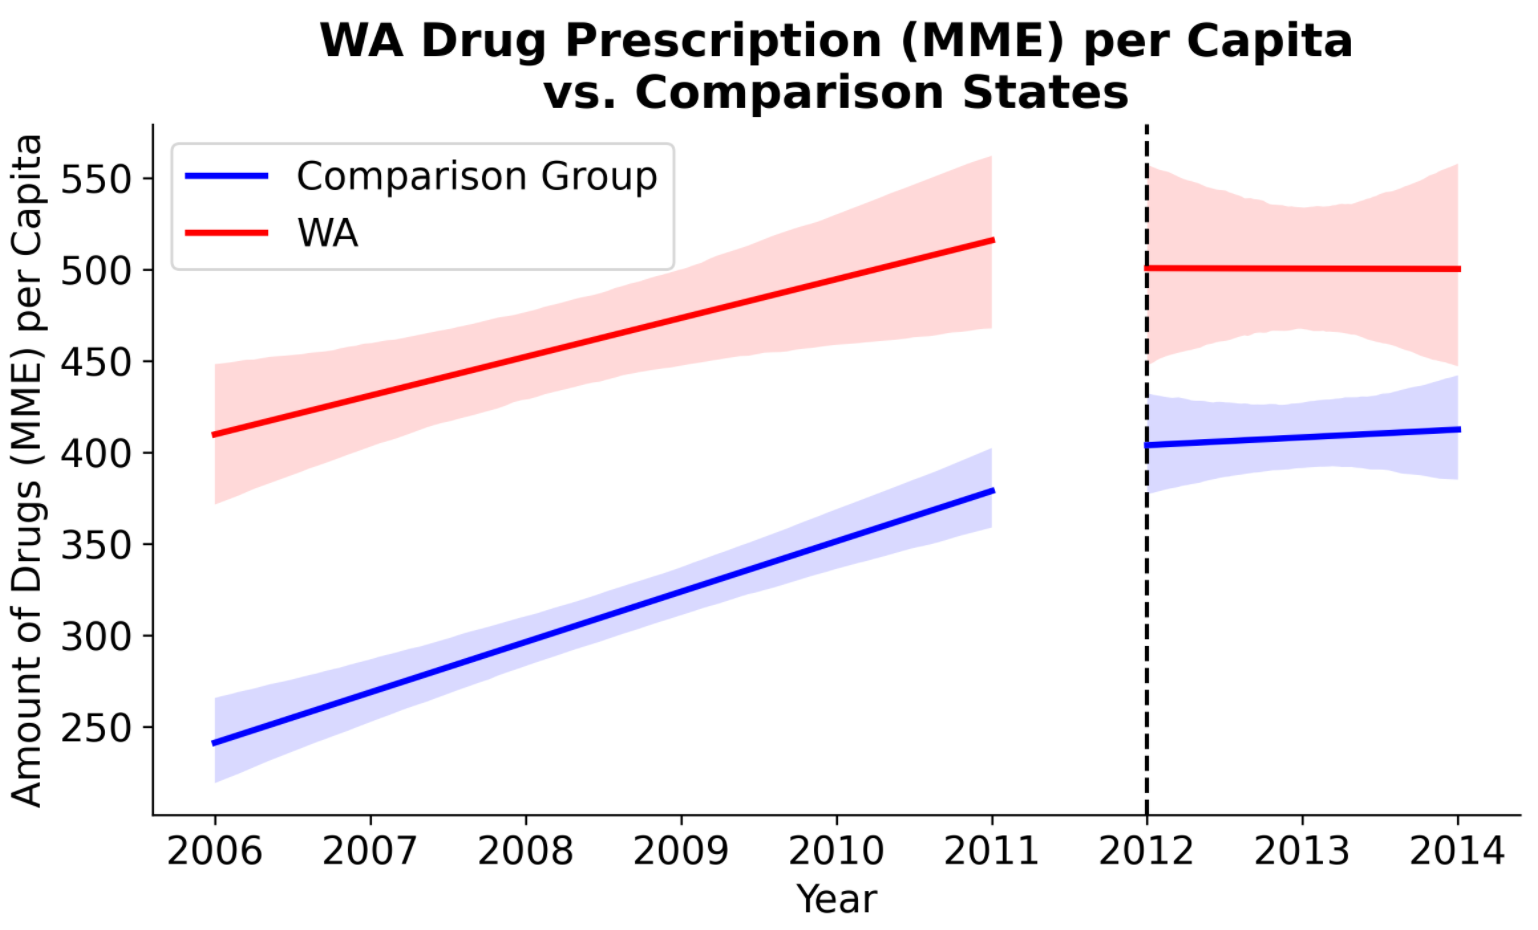 WA Drug Prescription (MME) per Capita
vs. Comparison States
Amount of Drugs (MME) per Capita
Comparison Group
WA
550
500
450
400
350
300
250
2006 2007 2008 2009 2010 2011 2012 2013 2014
Year